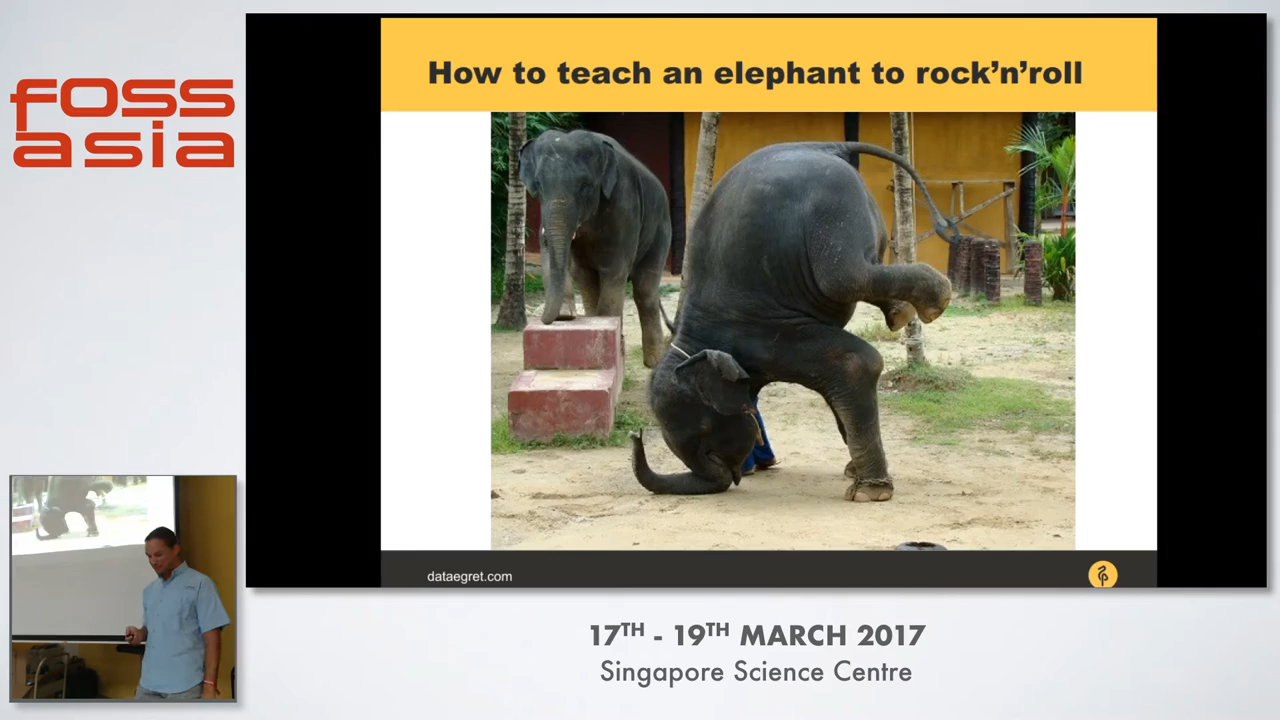 foss
asia
How to teach an elephant to rock’n’roll
dataegret.com
17TH - 19TH MARCH 2017
Singapore Science Centre